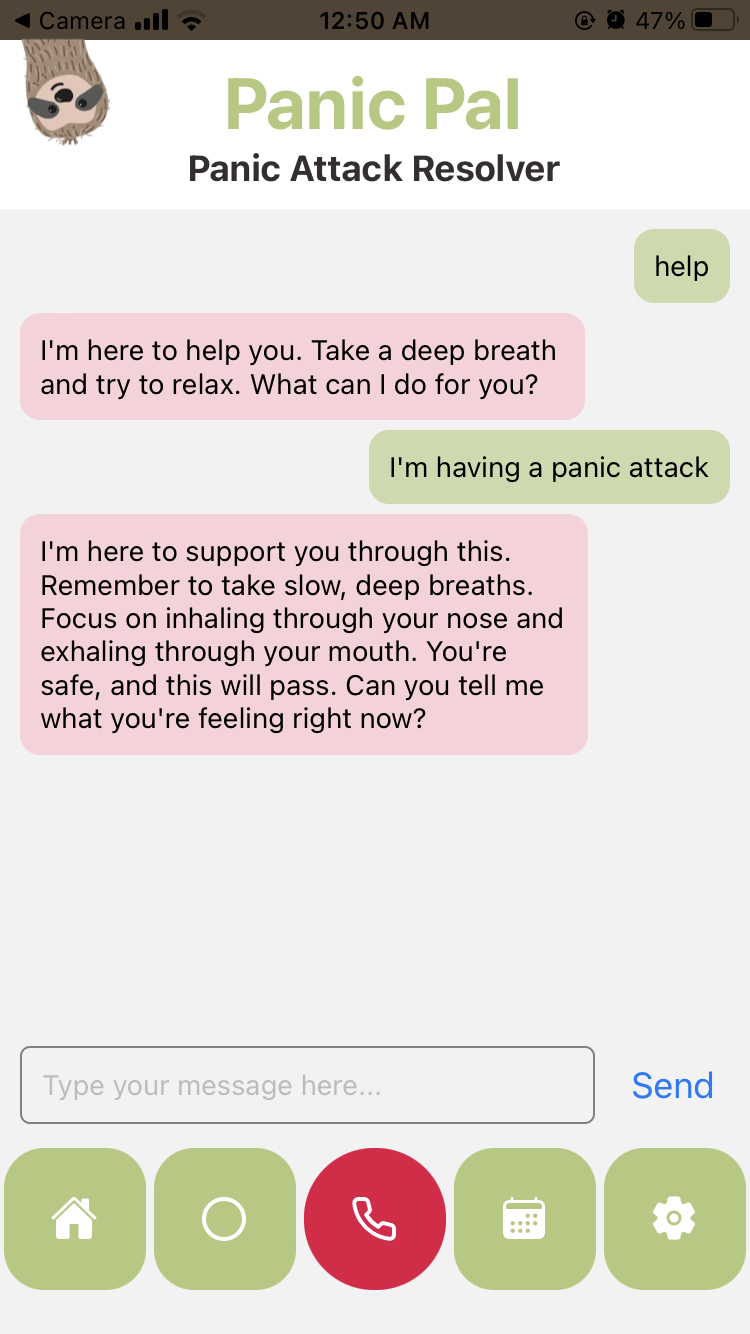 Camera 12:50 AM 47%
Panic Pal
Panic Attack Resolver
help
I'm here to help you. Take a deep breath
and try to relax. What can I do for you?
I'm having a panic attack
I'm here to support you through this.
Remember to take slow, deep breaths.
Focus on inhaling through your nose and
exhaling through your mouth. You're
safe, and this will pass. Can you tell me
what you're feeling right now?
Type your message here... Send